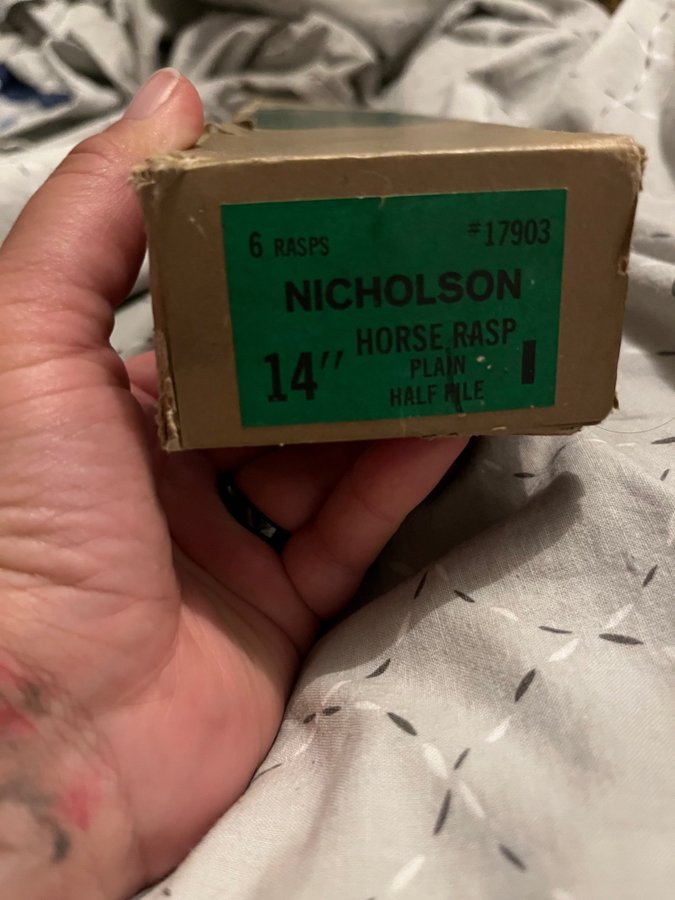 6 RASPS #17903
NICHOLSON
HORSE RASP
14″ PLAIN
HALF FILE